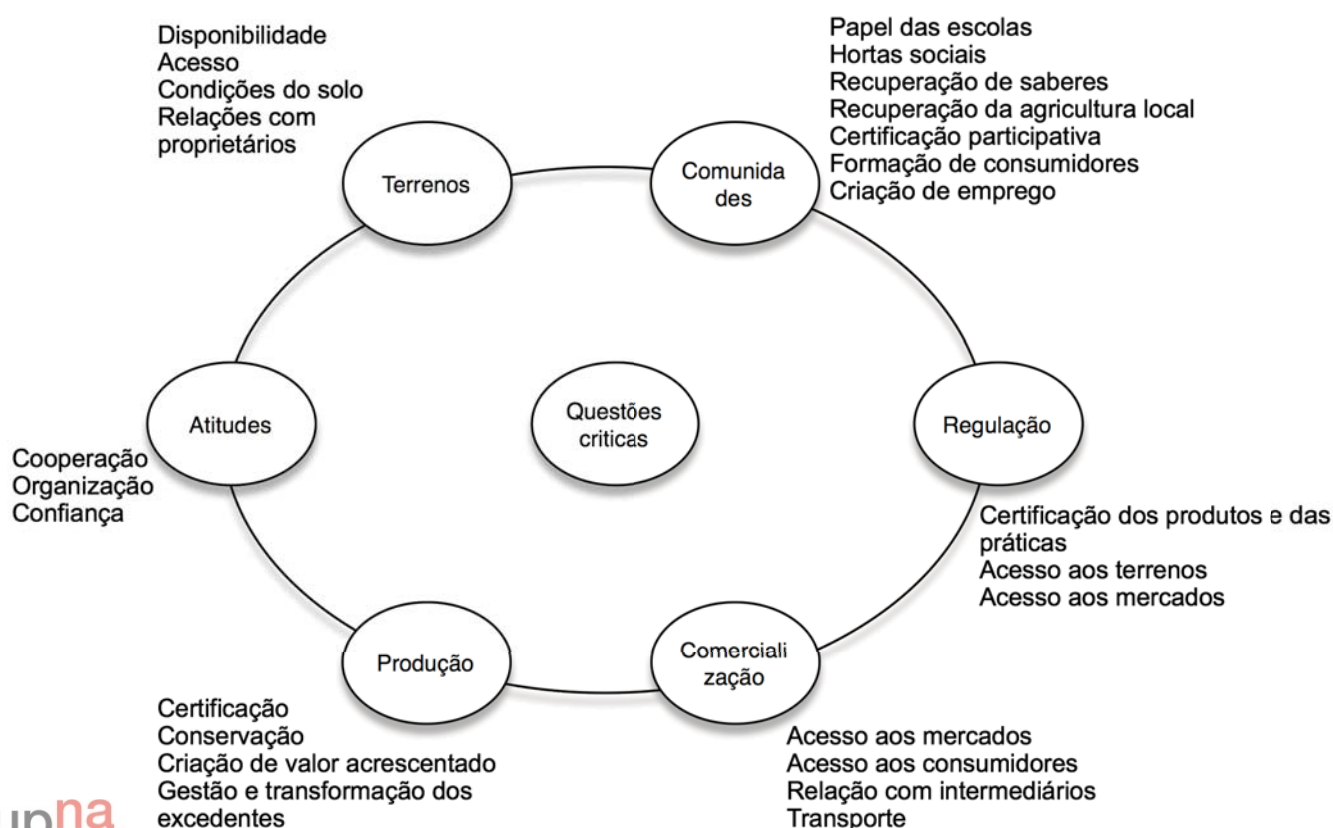 Disponibilidade
Acesso
Condições do solo
Relações com
proprietários
Papel das escolas
Hortas sociais
Recuperação de saberes
Recuperação da agricultura local
Certificação participativa
Formação de consumidores
Criação de emprego
Terrenos
Comunida
des
Atitudes
Questões
criticas
Regulação
Cooperação
Organização
Confiança
Certificação dos produtos e das
práticas
Acesso aos terrenos
Acesso aos mercados
Produção
Comerciali
zação
Certificação
Conservação
Criação de valor acrescentado
Gestão e transformação dos
excedentes
Acesso aos mercados
Acesso aos consumidores
Relação com intermediários
Transporte
upna